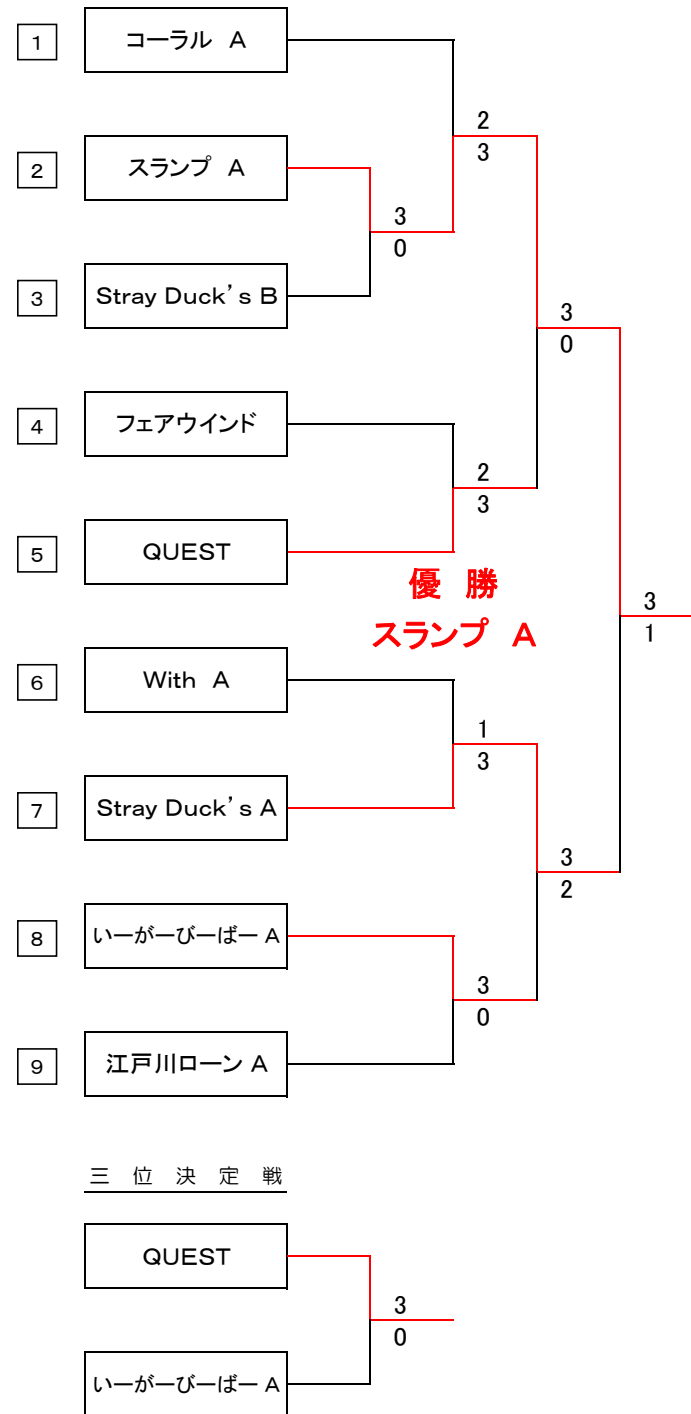 1 コーラル A
2
3
2 スランプ A
3
0
3 Stray Duck’s B
3
0
4 フェアウインド
2
3
5 QUEST
優 勝
スランプ A
3
1
6 With A
1
3
7 Stray Duck’s A
3
2
8 いーがーびーばー A
3
0
9 江戸川ローン A
三 位 決 定 戦
QUEST
3
0
いーがーびーばー A